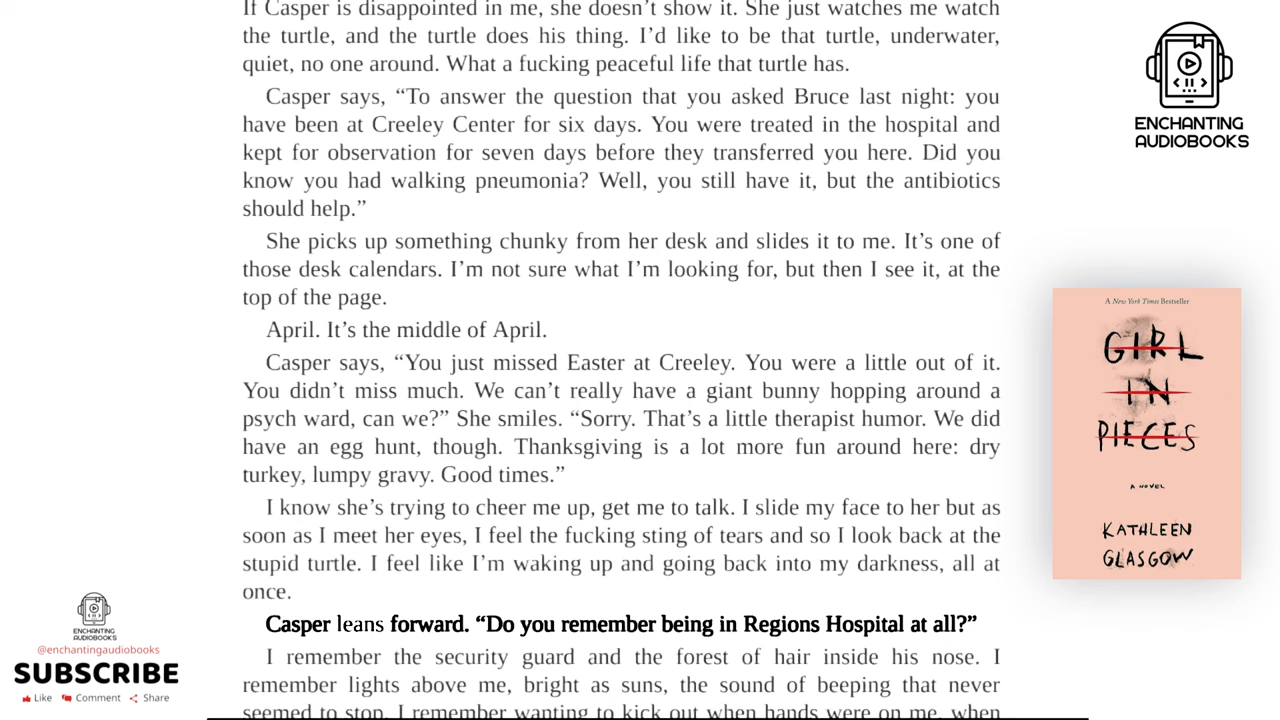 If Casper is disappointed in me, she doesn’t show it. She just watches me watch
the turtle, and the turtle does his thing. I’d like to be that turtle, underwater,
quiet, no one around. What a fucking peaceful life that turtle has.
Casper says, “To answer the question that you asked Bruce last night: you
have been at Creeley Center for six days. You were treated in the hospital and
kept for observation for seven days before they transferred you here. Did you
know you had walking pneumonia? Well, you still have it, but the antibiotics
should help.”
She picks up something chunky from her desk and slides it to me. It’s one of
those desk calendars. I’m not sure what I’m looking for, but then I see it, at the
top of the page.
April. It’s the middle of April.
Casper says, “You just missed Easter at Creeley. You were a little out of it.
You didn’t miss much. We can’t really have a giant bunny hopping around a
psych ward, can we?” She smiles. “Sorry. That’s a little therapist humor. We did
have an egg hunt, though. Thanksgiving is a lot more fun around here: dry
turkey, lumpy gravy. Good times.”
I know she’s trying to cheer me up, get me to talk. I slide my face to her but as
soon as I meet her eyes, I feel the fucking sting of tears and so I look back at the
stupid turtle. I feel like I’m waking up and going back into my darkness, all at
once.
Casper leans forward. “Do you remember being in Regions Hospital at all?”
I remember the security guard and the forest of hair inside his nose. I
remember lights above me, bright as suns, the sound of beeping that never
seemed to stop. I remember wanting to kick out when hands were on me, when
ENCHANTING
AUDIOBOOKS
A New York Times Bestseller
GIRL
IN
PIECES
A NOVEL
KATHLEEN
GLASGOW
ENCHANTING
AUDIOBOOKS
@enchantingaudiobooks
SUBSCRIBE
Like Comment Share